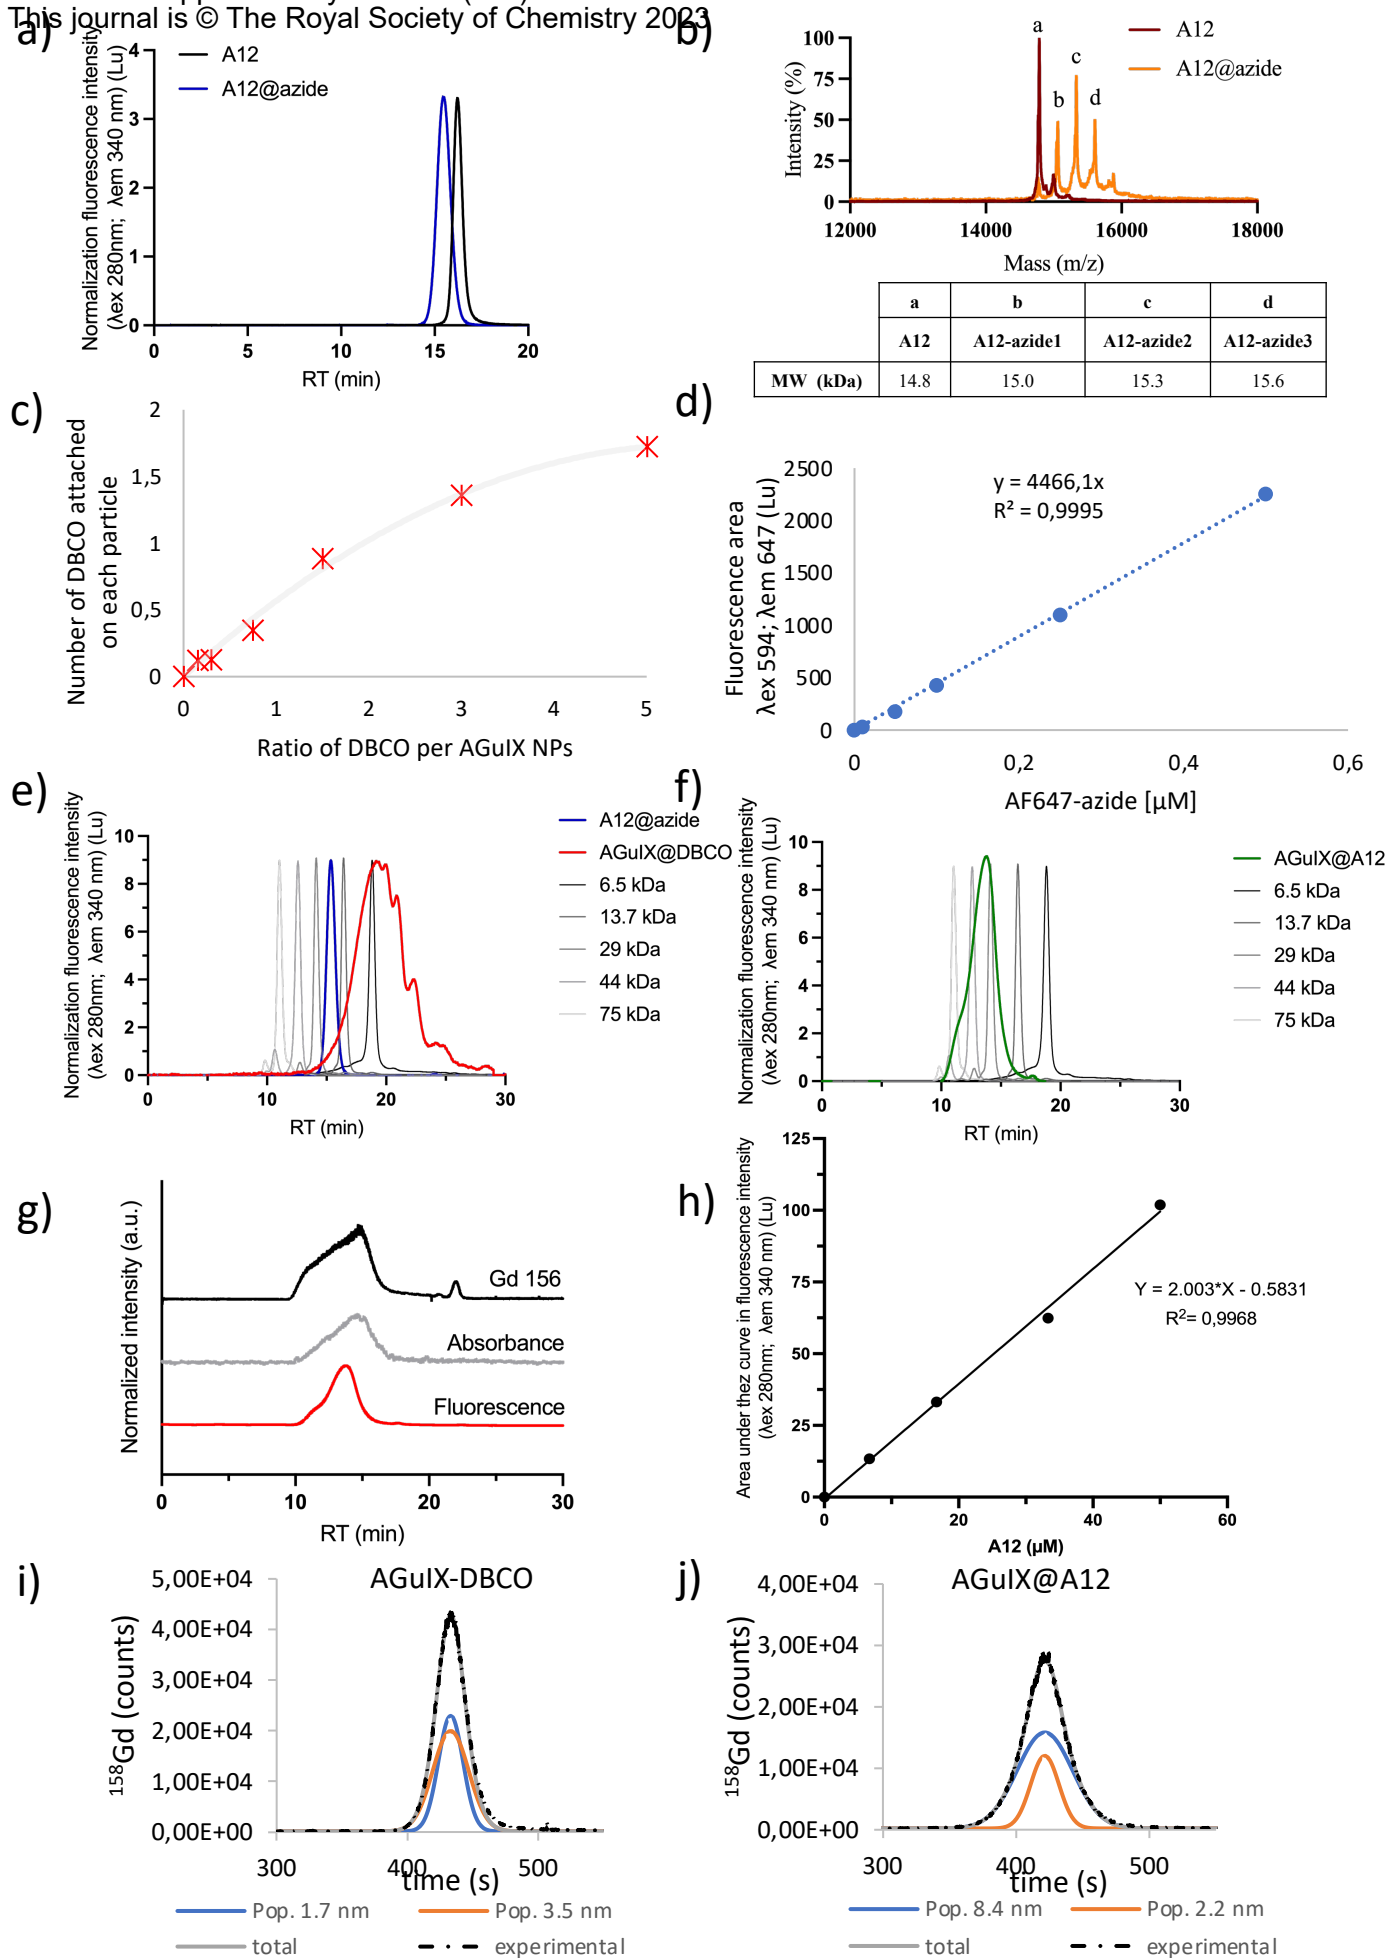 This journal is © The Royal Society of Chemistry 2023
a)
Normalization fluorescence intensity
(λex 280nm; λem 340 nm) (Lu)
4
3
2
1
0
A12
A12@azide
0 5 10 15 20
RT (min)
b)
Intensity (%)
100
75
50
25
0
a
b
c
d
A12
A12@azide
12000 14000 16000 18000
Mass (m/z)
a b c d
A12 A12-azide1 A12-azide2 A12-azide3
MW (kDa) 14.8 15.0 15.3 15.6
c)
Number of DBCO attached
on each particle
2
1,5
1
0,5
0
0 1 2 3 4 5
Ratio of DBCO per AGuIX NPs
d)
Fluorescence area
λex 594; λem 647 (Lu)
2500
2000
1500
1000
500
0
y = 4466,1x
R² = 0,9995
0 0,2 0,4 0,6
AF647-azide [µM]
e)
Normalization fluorescence intensity
(λex 280nm; λem 340 nm) (Lu)
10
8
6
4
2
0
A12@azide
AGuIX@DBCO
6.5 kDa
13.7 kDa
29 kDa
44 kDa
75 kDa
0 10 20 30
RT (min)
f)
Normalization fluorescence intensity
(λex 280nm; λem 340 nm) (Lu)
10
8
6
4
2
0
AGuIX@A12
6.5 kDa
13.7 kDa
29 kDa
44 kDa
75 kDa
0 10 20 30
RT (min)
g)
Normalized intensity (a.u.)
Gd 156
Absorbance
Fluorescence
0 10 20 30
RT (min)
h)
Area under thez curve in fluorescence intensity
(λex 280nm; λem 340 nm) (Lu)
125
100
75
50
25
0
Y = 2.003*X - 0.5831
R²= 0,9968
0 20 40 60
A12 (µM)
i)
AGuIX-DBCO
¹⁵⁸Gd (counts)
5,00E+04
4,00E+04
3,00E+04
2,00E+04
1,00E+04
0,00E+00
300 400 500
time (s)
Pop. 1.7 nm Pop. 3.5 nm
total experimental
j)
AGuIX@A12
¹⁵⁸Gd (counts)
4,00E+04
3,00E+04
2,00E+04
1,00E+04
0,00E+00
300 400 500
time (s)
Pop. 8.4 nm Pop. 2.2 nm
total experimental